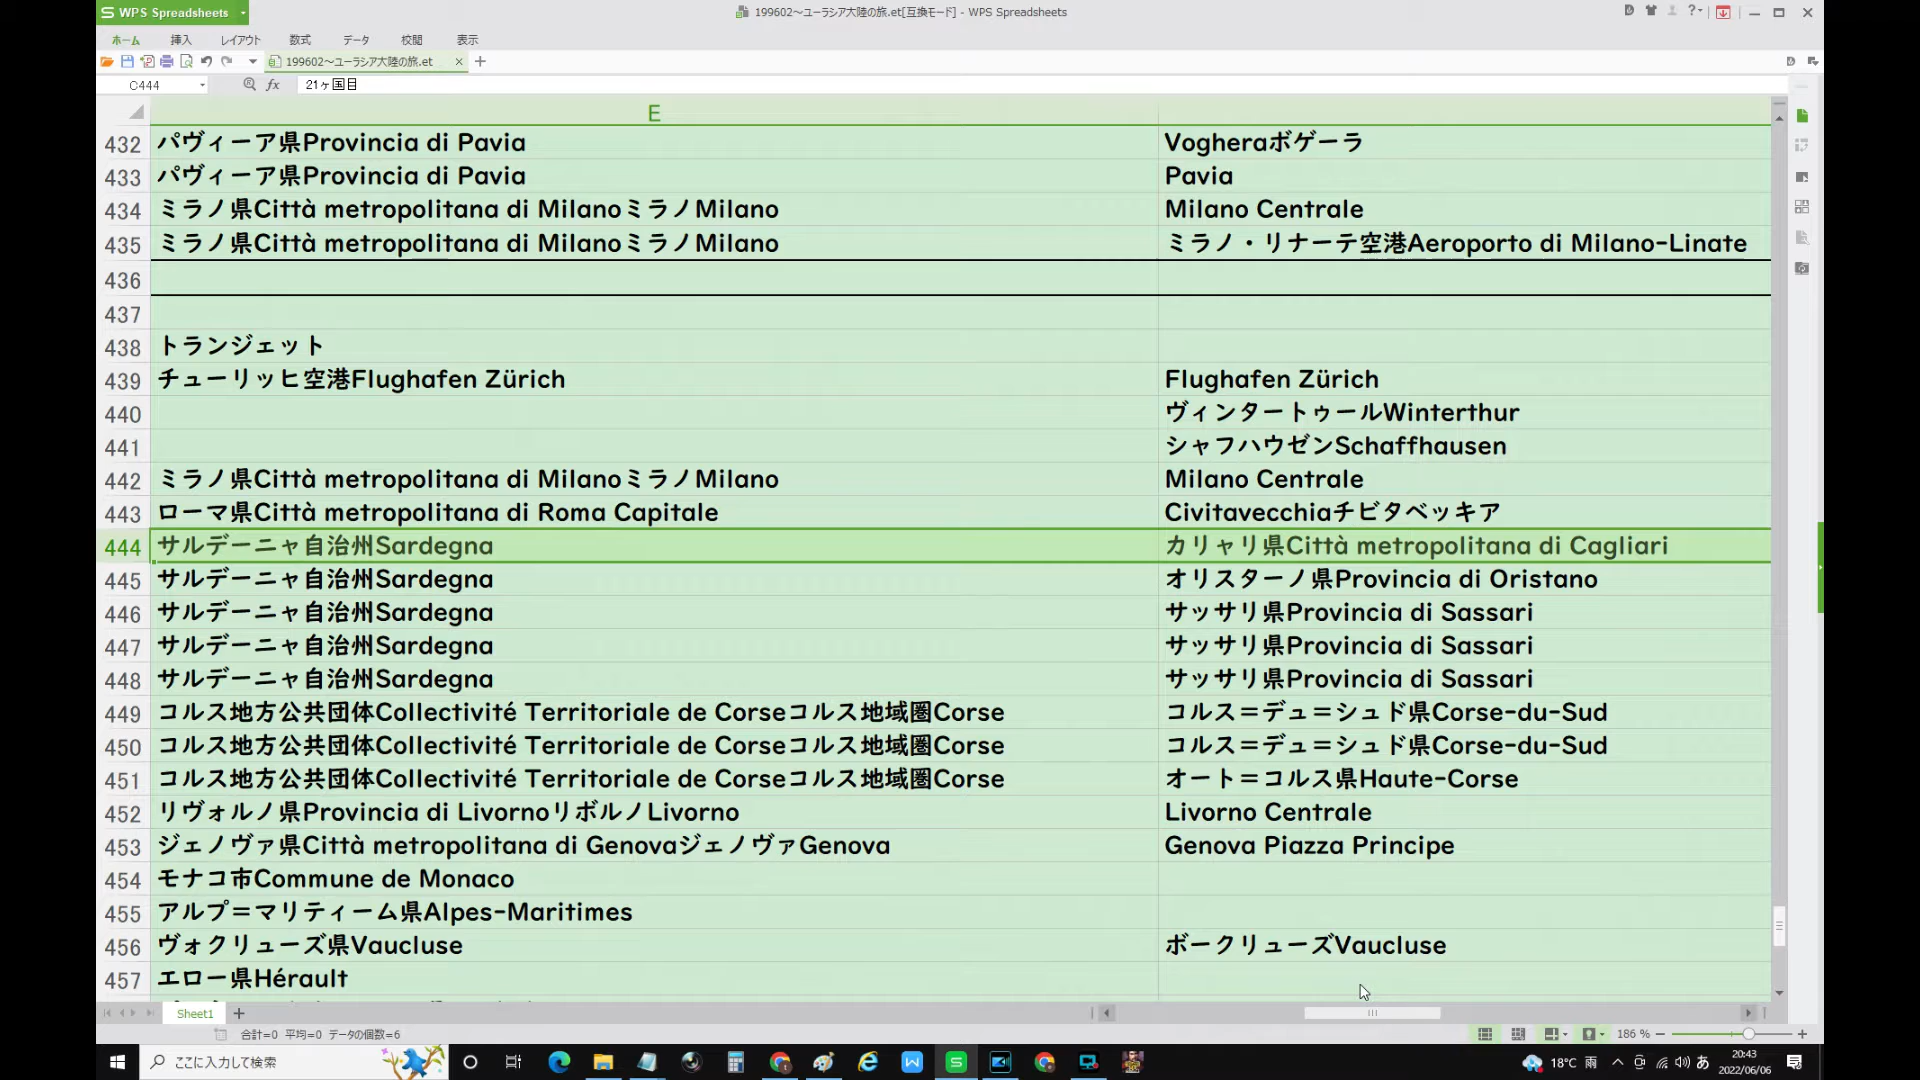 WPS Spreadsheets
199602～ユーラシア大陸の旅.et[互換モード] - WPS Spreadsheets
ホーム 挿入 レイアウト 数式 データ 校閲 表示
199602～ユーラシア大陸の旅.et
C444 fx 21ヶ国目
E
432 パヴィーア県Provincia di Pavia Vogheraボゲーラ
433 パヴィーア県Provincia di Pavia Pavia
434 ミラノ県Città metropolitana di MilanoミラノMilano Milano Centrale
435 ミラノ県Città metropolitana di MilanoミラノMilano ミラノ・リナーテ空港Aeroporto di Milano-Linate
436
437
438 トランジェット
439 チューリッヒ空港Flughafen Zürich Flughafen Zürich
440 ヴィンタートゥールWinterthur
441 シャフハウゼンSchaffhausen
442 ミラノ県Città metropolitana di MilanoミラノMilano Milano Centrale
443 ローマ県Città metropolitana di Roma Capitale Civitavecchiaチビタベッキア
444 サルデーニャ自治州Sardegna カリャリ県Città metropolitana di Cagliari
445 サルデーニャ自治州Sardegna オリスターノ県Provincia di Oristano
446 サルデーニャ自治州Sardegna サッサリ県Provincia di Sassari
447 サルデーニャ自治州Sardegna サッサリ県Provincia di Sassari
448 サルデーニャ自治州Sardegna サッサリ県Provincia di Sassari
449 コルス地方公共団体Collectivité Territoriale de Corseコルス地域圏Corse コルス＝デュ＝シュド県Corse-du-Sud
450 コルス地方公共団体Collectivité Territoriale de Corseコルス地域圏Corse コルス＝デュ＝シュド県Corse-du-Sud
451 コルス地方公共団体Collectivité Territoriale de Corseコルス地域圏Corse オート＝コルス県Haute-Corse
452 リヴォルノ県Provincia di LivornoリボルノLivorno Livorno Centrale
453 ジェノヴァ県Città metropolitana di GenovaジェノヴァGenova Genova Piazza Principe
454 モナコ市Commune de Monaco
455 アルプ＝マリティーム県Alpes-Maritimes
456 ヴォクリューズ県Vaucluse ボークリューズVaucluse
457 エロー県Hérault
Sheet1
合計=0 平均=0 データの個数=6 186 %
ここに入力して検索 18°C 雨 あ 20:43
2022/06/06